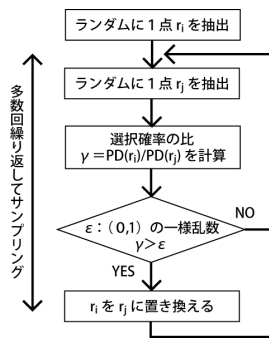 ランダムに1点 rᵢ を抽出
ランダムに1点 rⱼ を抽出
選択確率の比
γ＝PD(rᵢ)/PD(rⱼ) を計算
ε：（0,1）の一様乱数
γ＞ε
NO
YES
rᵢ を rⱼ に置き換える
多数回繰り返してサンプリング